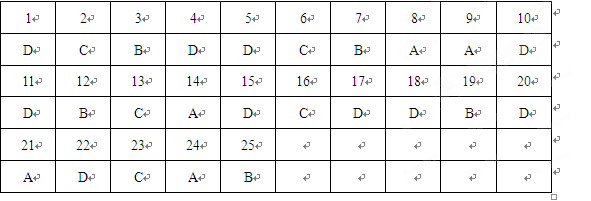 1 2 3 4 5 6 7 8 9 10
D C B D D C B A A D
11 12 13 14 15 16 17 18 19 20
D B C A D C D D B D
21 22 23 24 25
A D C A B